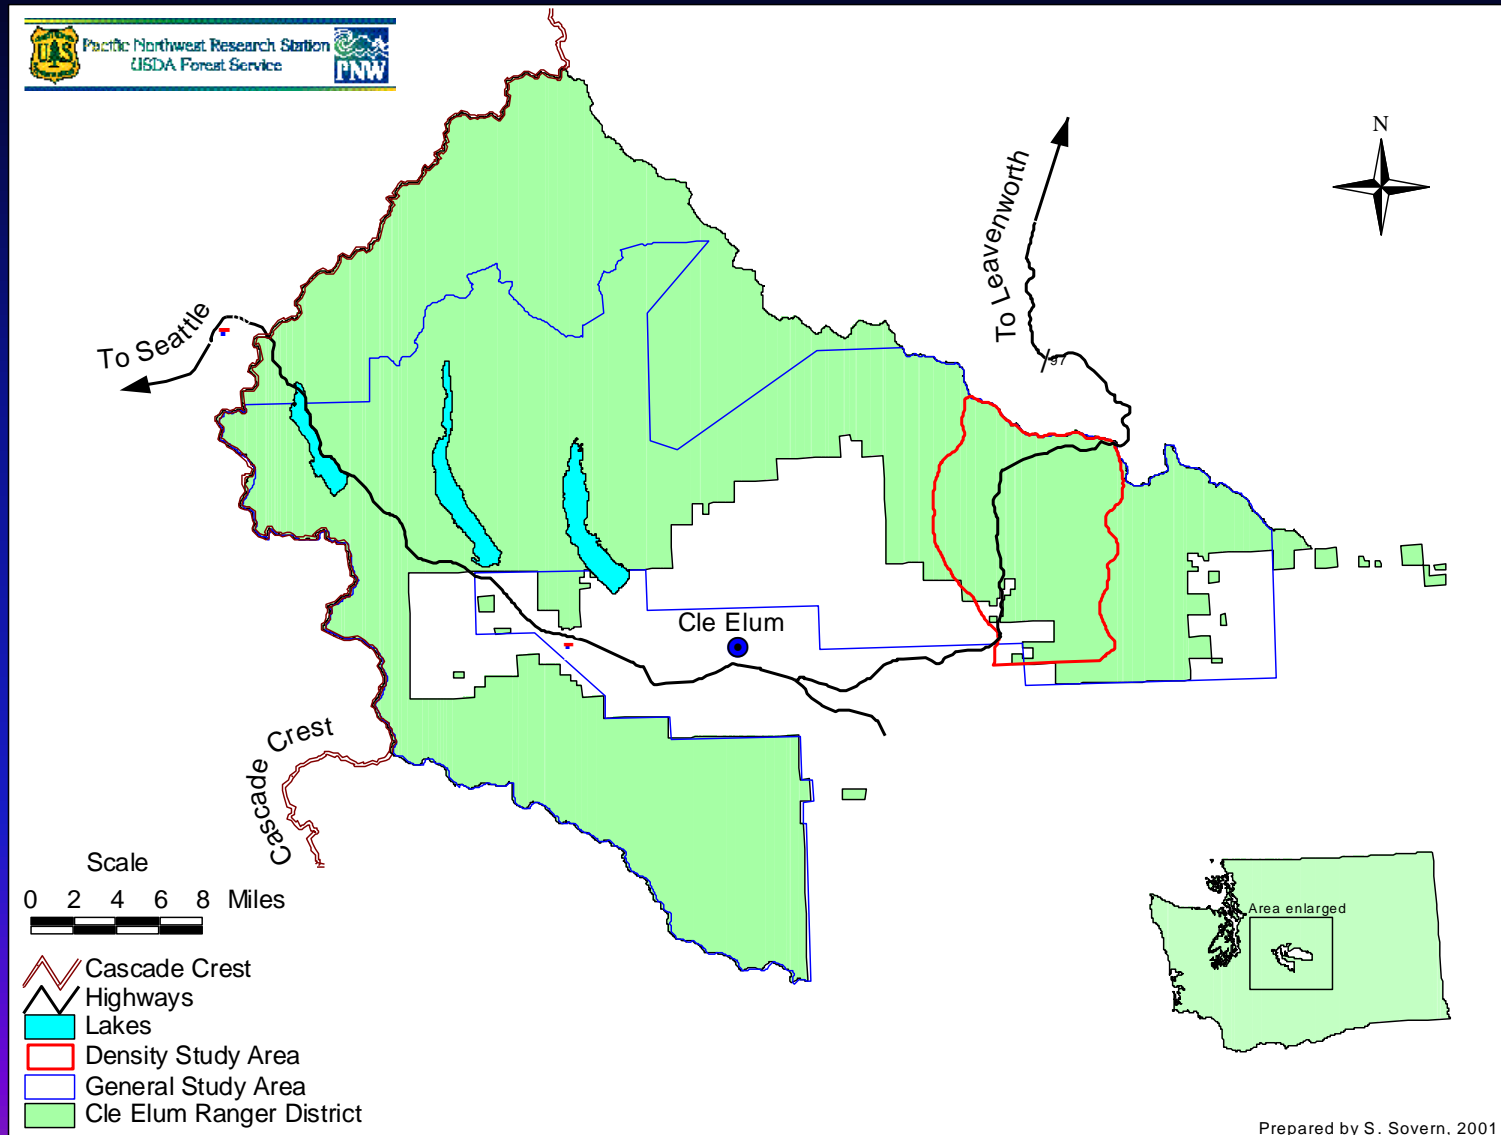 Pacific Northwest Research Station
USDA Forest Service
PNW
US
N
To Leavenworth
To Seattle
97
Cle Elum
Cascade Crest
Scale
0 2 4 6 8 Miles
Area enlarged
Cascade Crest
Highways
Lakes
Density Study Area
General Study Area
Cle Elum Ranger District
Prepared by S. Sovern, 2001